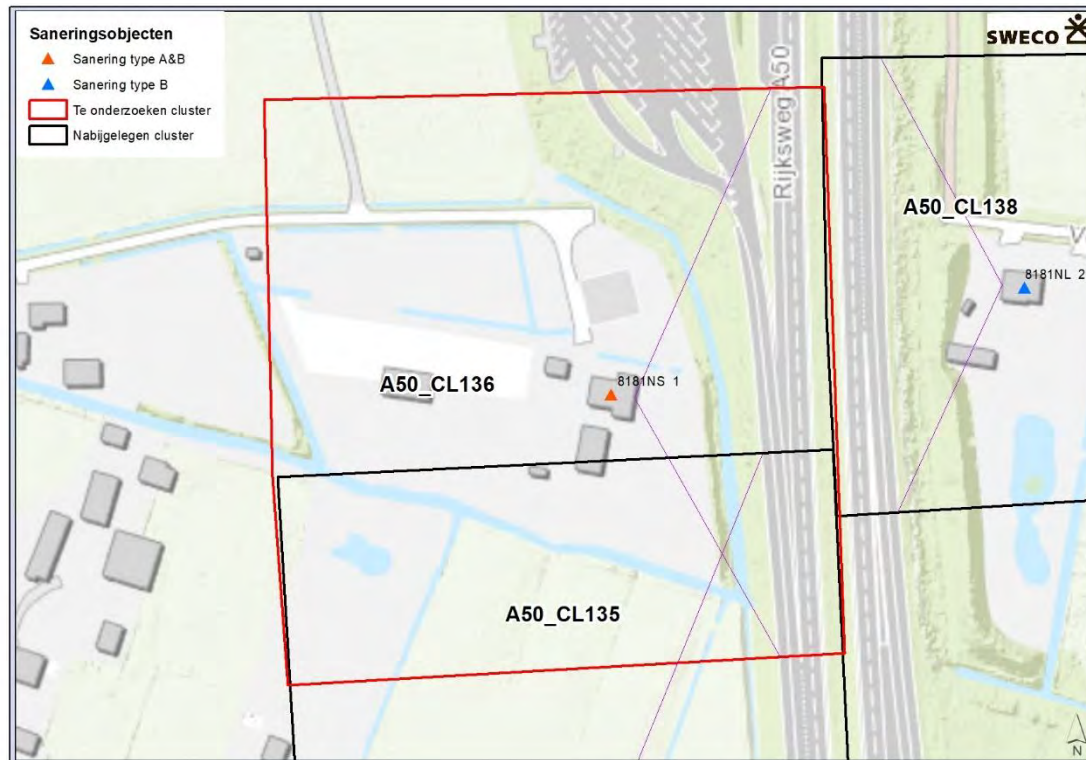 Saneringsobjecten
Sanering type A&B
Sanering type B
Te onderzoeken cluster
Nabijgelegen cluster
SWECO
Rijksweg A50
A50_CL138
8181NL 2
8181NS 1
A50_CL136
A50_CL135
N